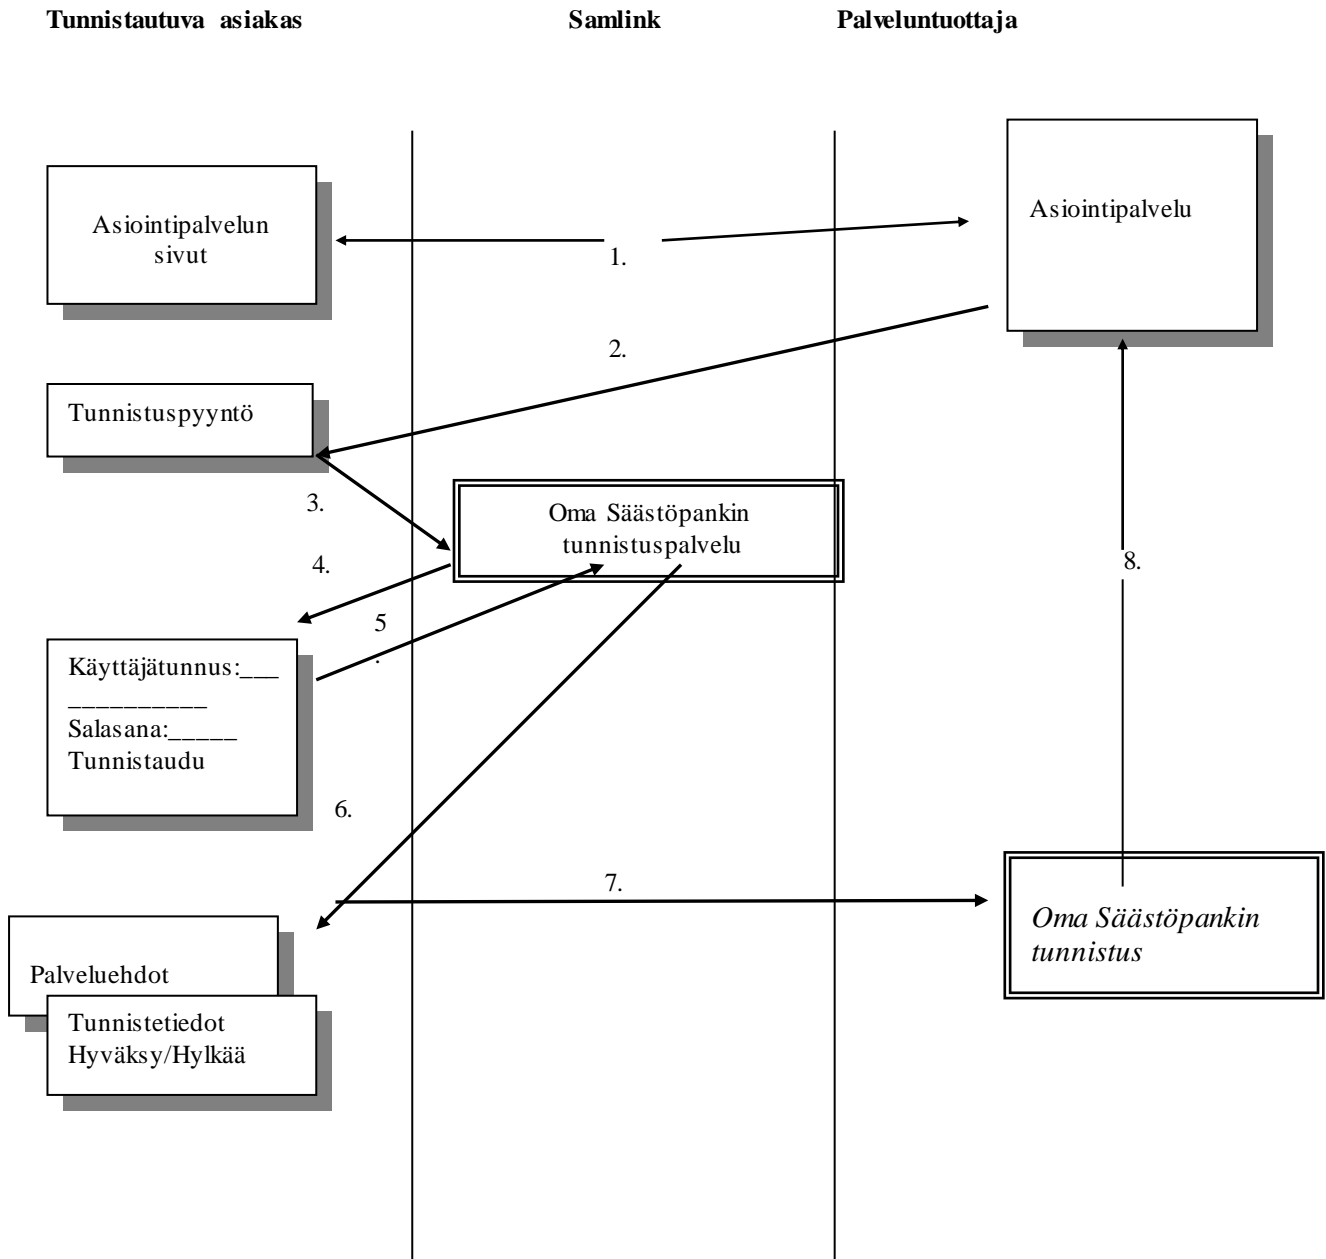 Tunnistautuva asiakas
Samlink
Palveluntuottaja
Asiointipalvelun
sivut
Asiointipalvelu
1.
2.
Tunnistuspyyntö
3.
Oma Säästöpankin
tunnistuspalvelu
4.
8.
5
.
Käyttäjätunnus:___
__________
Salasana:_____
Tunnistaudu
6.
7.
Oma Säästöpankin
tunnistus
Palveluehdot
Tunnistetiedot
Hyväksy/Hylkää